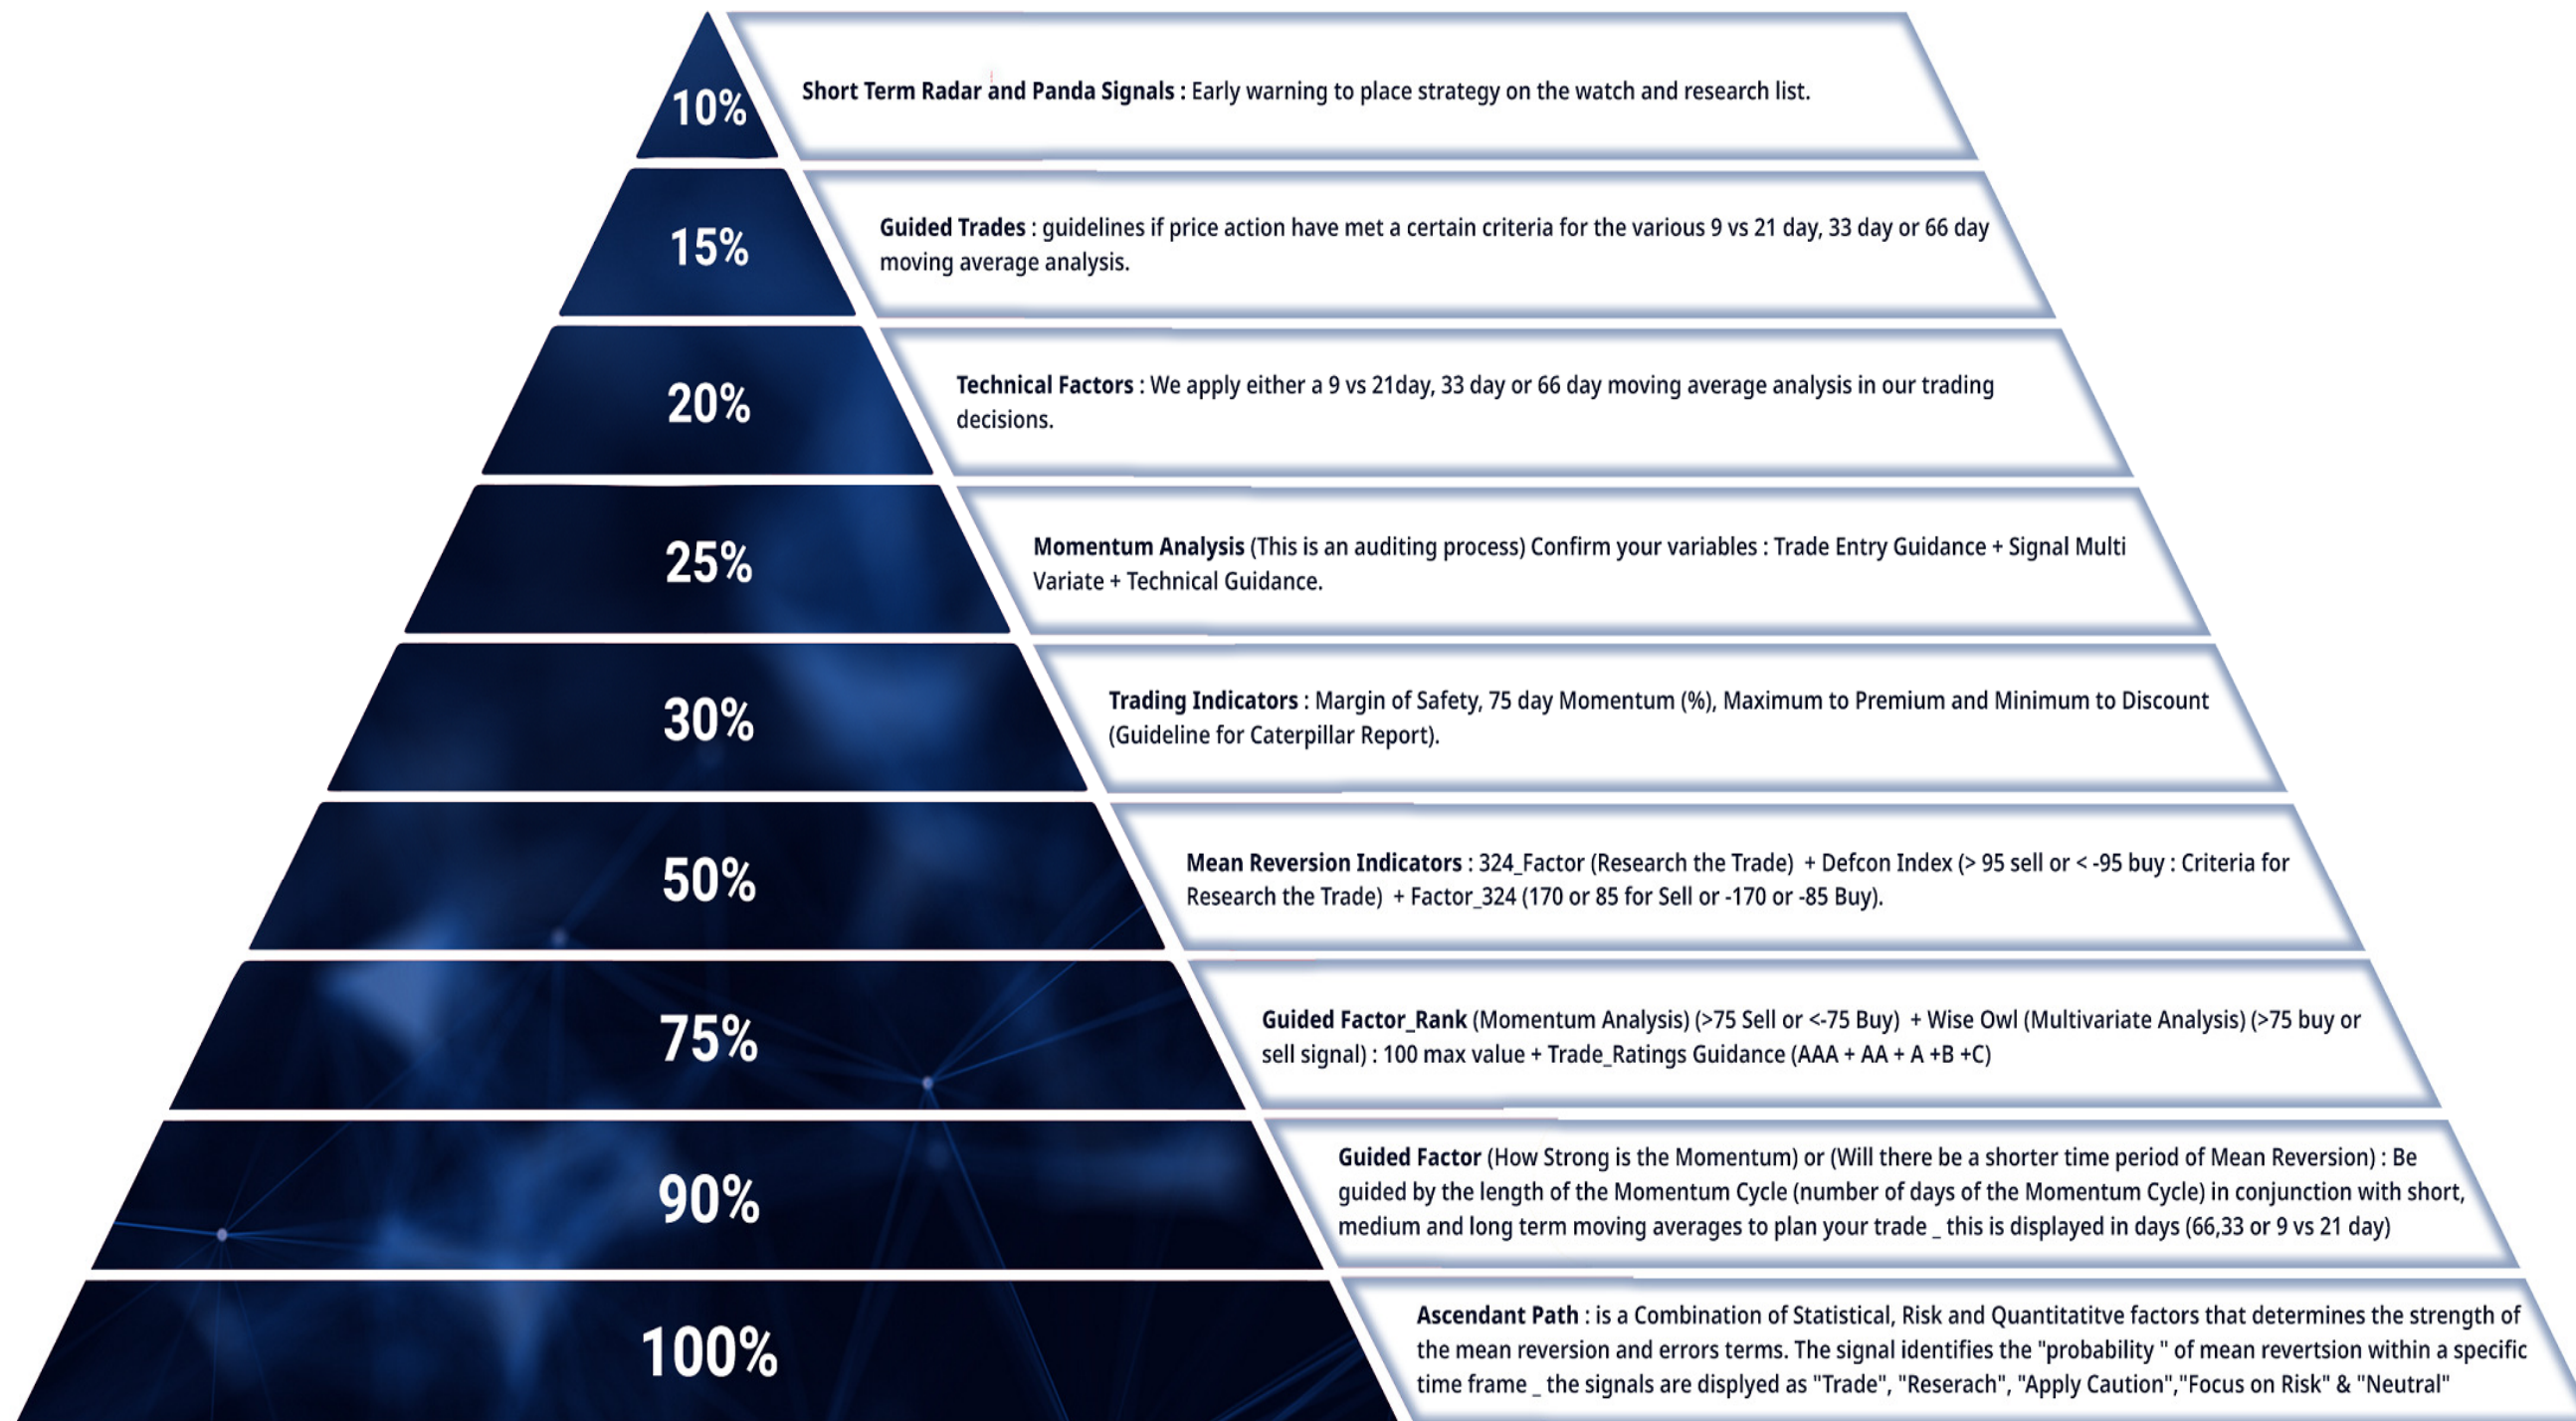 10%
Short Term Radar and Panda Signals : Early warning to place strategy on the watch and research list.
15%
Guided Trades : guidelines if price action have met a certain criteria for the various 9 vs 21 day, 33 day or 66 day
moving average analysis.
20%
Technical Factors : We apply either a 9 vs 21day, 33 day or 66 day moving average analysis in our trading
decisions.
25%
Momentum Analysis (This is an auditing process) Confirm your variables : Trade Entry Guidance + Signal Multi
Variate + Technical Guidance.
30%
Trading Indicators : Margin of Safety, 75 day Momentum (%), Maximum to Premium and Minimum to Discount
(Guideline for Caterpillar Report).
50%
Mean Reversion Indicators : 324_Factor (Research the Trade)  + Defcon Index (> 95 sell or < -95 buy : Criteria for
Research the Trade)  + Factor_324 (170 or 85 for Sell or -170 or -85 Buy).
75%
Guided Factor_Rank (Momentum Analysis) (>75 Sell or <-75 Buy)  + Wise Owl (Multivariate Analysis) (>75 buy or
sell signal) : 100 max value + Trade_Ratings Guidance (AAA + AA + A +B +C)
90%
Guided Factor (How Strong is the Momentum) or (Will there be a shorter time period of Mean Reversion) : Be
guided by the length of the Momentum Cycle (number of days of the Momentum Cycle) in conjunction with short,
medium and long term moving averages to plan your trade _ this is displayed in days (66,33 or 9 vs 21 day)
100%
Ascendant Path : is a Combination of Statistical, Risk and Quantitatitve factors that determines the strength of
the mean reversion and errors terms. The signal identifies the "probability " of mean revertsion within a specific
time frame _ the signals are displyed as "Trade", "Reserach", "Apply Caution","Focus on Risk" & "Neutral"